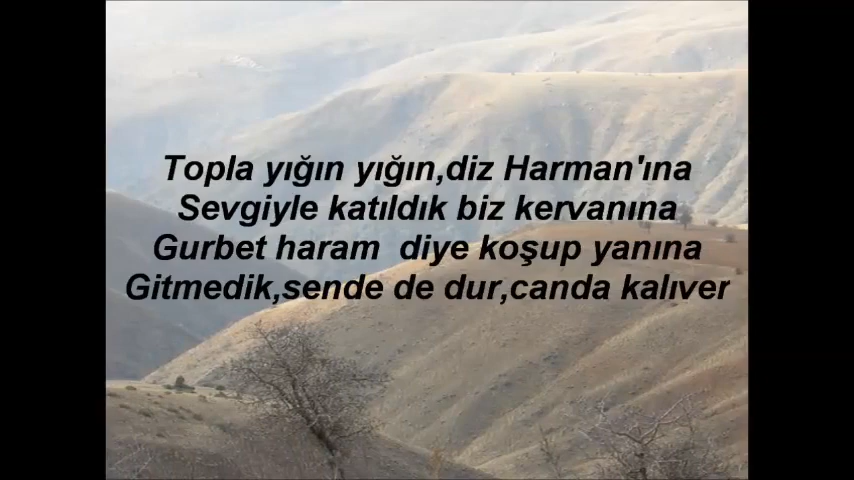 Topla yığın yığın,diz Harman'ına
Sevgiyle katıldık biz kervanına
Gurbet haram diye koşup yanına
Gitmedik,sende de dur,canda kalıver